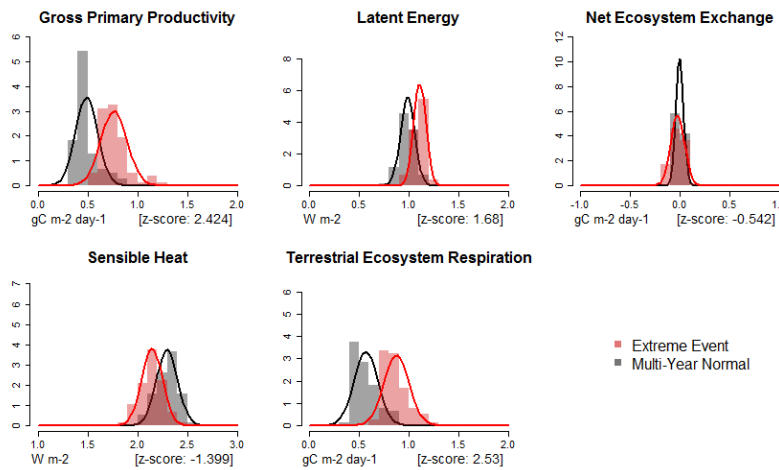 Gross Primary Productivity
6
5
4
3
2
1
0
0.0 0.5 1.0 1.5 2.0
gC m-2 day-1 [z-score: 2.424]
Latent Energy
8
6
4
2
0
0.0 0.5 1.0 1.5 2.0
W m-2 [z-score: 1.68]
Net Ecosystem Exchange
12
10
8
6
4
2
0
-1.0 -0.5 0.0 0.5 1.0
gC m-2 day-1 [z-score: -0.542]
Sensible Heat
7
6
5
4
3
2
1
0
1.0 1.5 2.0 2.5 3.0
W m-2 [z-score: -1.399]
Terrestrial Ecosystem Respiration
6
5
4
3
2
1
0
0.0 0.5 1.0 1.5 2.0
gC m-2 day-1 [z-score: 2.53]
Extreme Event
Multi-Year Normal